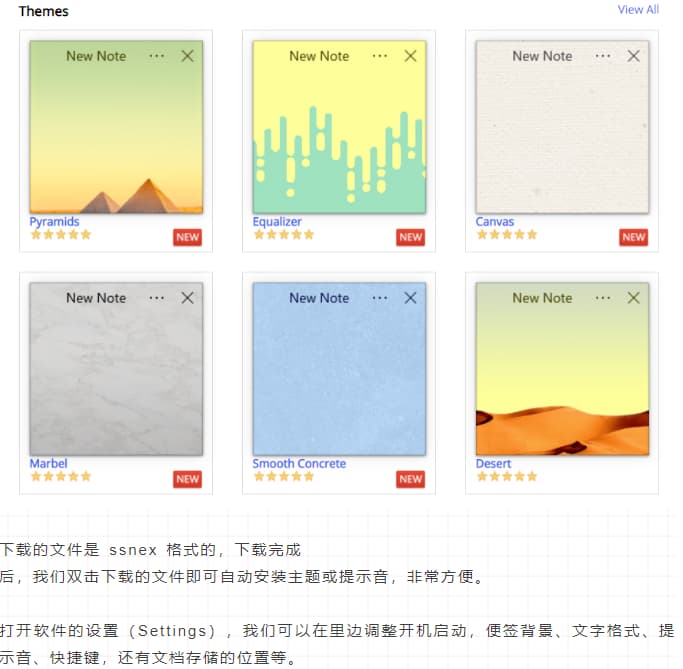 Themes
View All
New Note ··· ×
New Note ··· ×
New Note ··· ×
Pyramids
Equalizer
Canvas
NEW
NEW
NEW
New Note ··· ×
New Note ··· ×
New Note ··· ×
Marbel
Smooth Concrete
Desert
NEW
NEW
下载的文件是 ssnex 格式的，下载完成
后，我们双击下载的文件即可自动安装主题或提示音，非常方便。
打开软件的设置（Settings），我们可以在里边调整开机启动，便签背景、文字格式、提
示音、快捷键，还有文档存储的位置等。